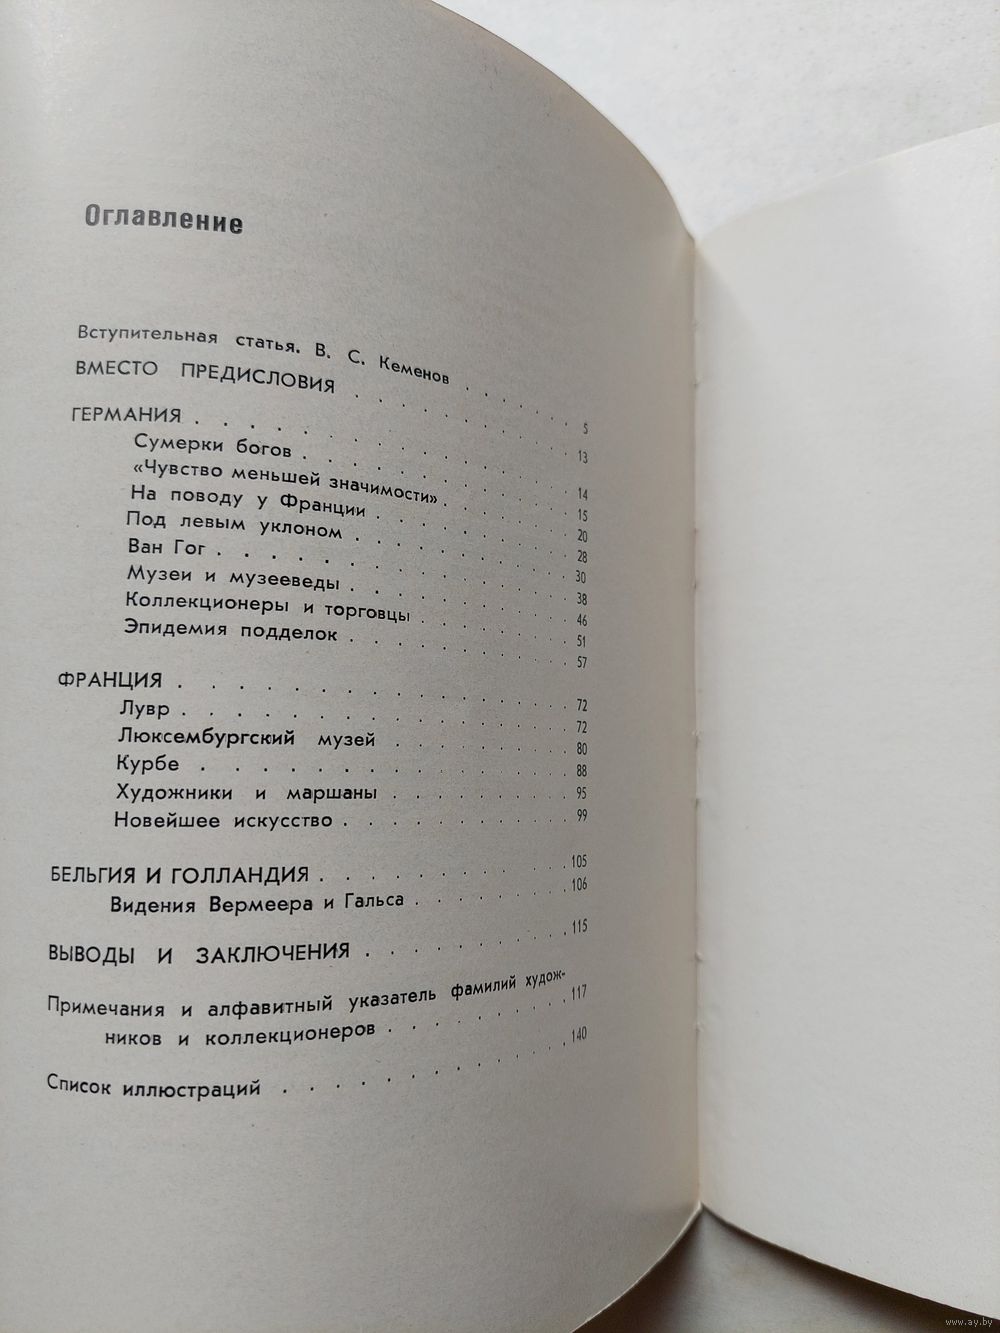 Оглавление
Вступительная статья. В. С. Кеменов . . . . . 5
ВМЕСТО ПРЕДИСЛОВИЯ . . . . . 13
ГЕРМАНИЯ . . . . . 14
Сумерки богов . . . . . 15
«Чувство меньшей значимости» . . . . . 20
На поводу у Франции . . . . . 28
Под левым уклоном . . . . . 30
Ван Гог . . . . . 38
Музеи и музееведы . . . . . 46
Коллекционеры и торговцы . . . . . 51
Эпидемия подделок . . . . . 57
ФРАНЦИЯ . . . . . 72
Лувр . . . . . 72
Люксембургский музей . . . . . 80
Курбе . . . . . 88
Художники и маршаны . . . . . 95
Новейшее искусство . . . . . 99
БЕЛЬГИЯ И ГОЛЛАНДИЯ . . . . . 105
Видения Вермеера и Гальса . . . . . 106
ВЫВОДЫ И ЗАКЛЮЧЕНИЯ . . . . . 115
Примечания и алфавитный указатель фамилий худож-
ников и коллекционеров . . . . . 117
Список иллюстраций . . . . . 140
www.ay.by